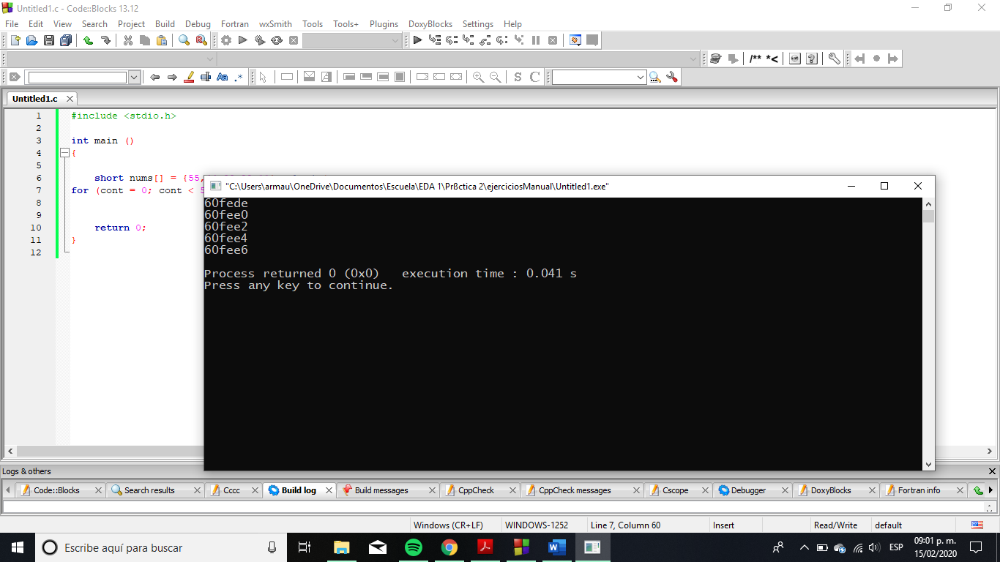 Untitled1.c - Code::Blocks 13.12
File Edit View Search Project Build Debug Fortran wxSmith Tools Tools+ Plugins DoxyBlocks Settings Help
/** *<
Aa .* S C
Untitled1.c
1 #include <stdio.h>
2
3 int main ()
4 {
5
6 short nums[] = {55,
7 for (cont = 0; cont < 5
8
9
10 return 0;
11 }
12
"C:\Users\armau\OneDrive\Documentos\Escuela\EDA 1\Prßctica 2\ejerciciosManual\Untitled1.exe"
60fede
60fee0
60fee2
60fee4
60fee6
Process returned 0 (0x0) execution time : 0.041 s
Press any key to continue.
Logs & others
Code::Blocks Search results Cccc Build log Build messages CppCheck CppCheck messages Cscope Debugger DoxyBlocks Fortran info
Windows (CR+LF) WINDOWS-1252 Line 7, Column 60 Insert Read/Write default
Escribe aquí para buscar
ESP
09:01 p. m.
15/02/2020